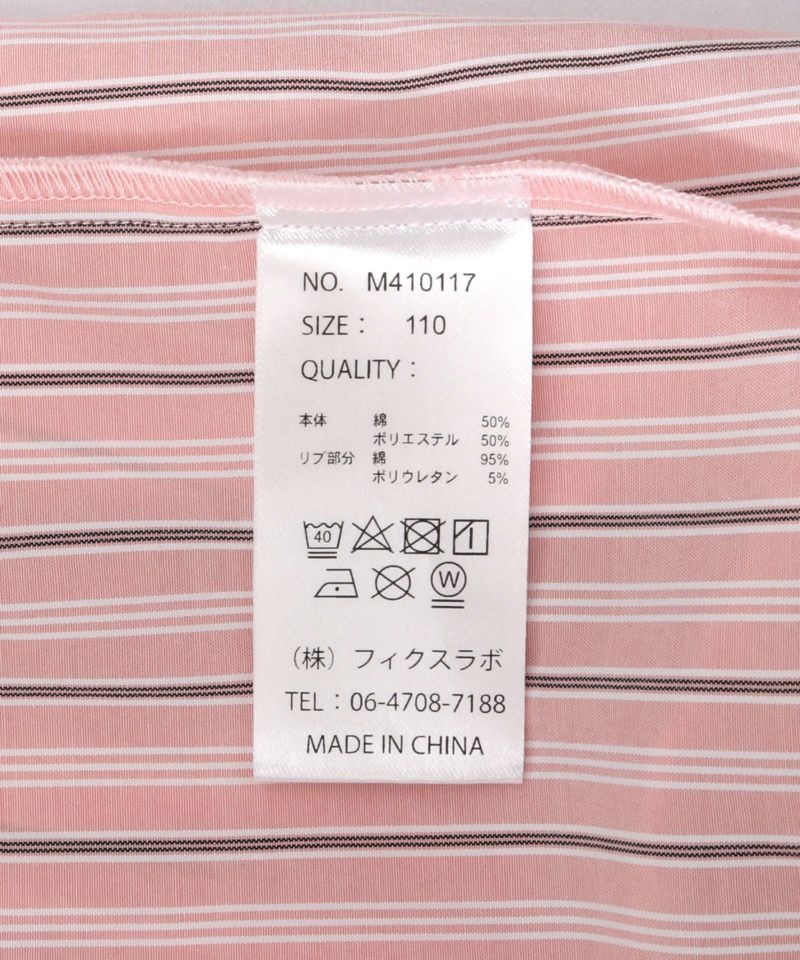 NO. M410117
SIZE： 110
QUALITY：
本体 綿 50%
ポリエステル 50%
リブ部分 綿 95%
ポリウレタン 5%
40
W
（株）フィクスラボ
TEL：06-4708-7188
MADE IN CHINA